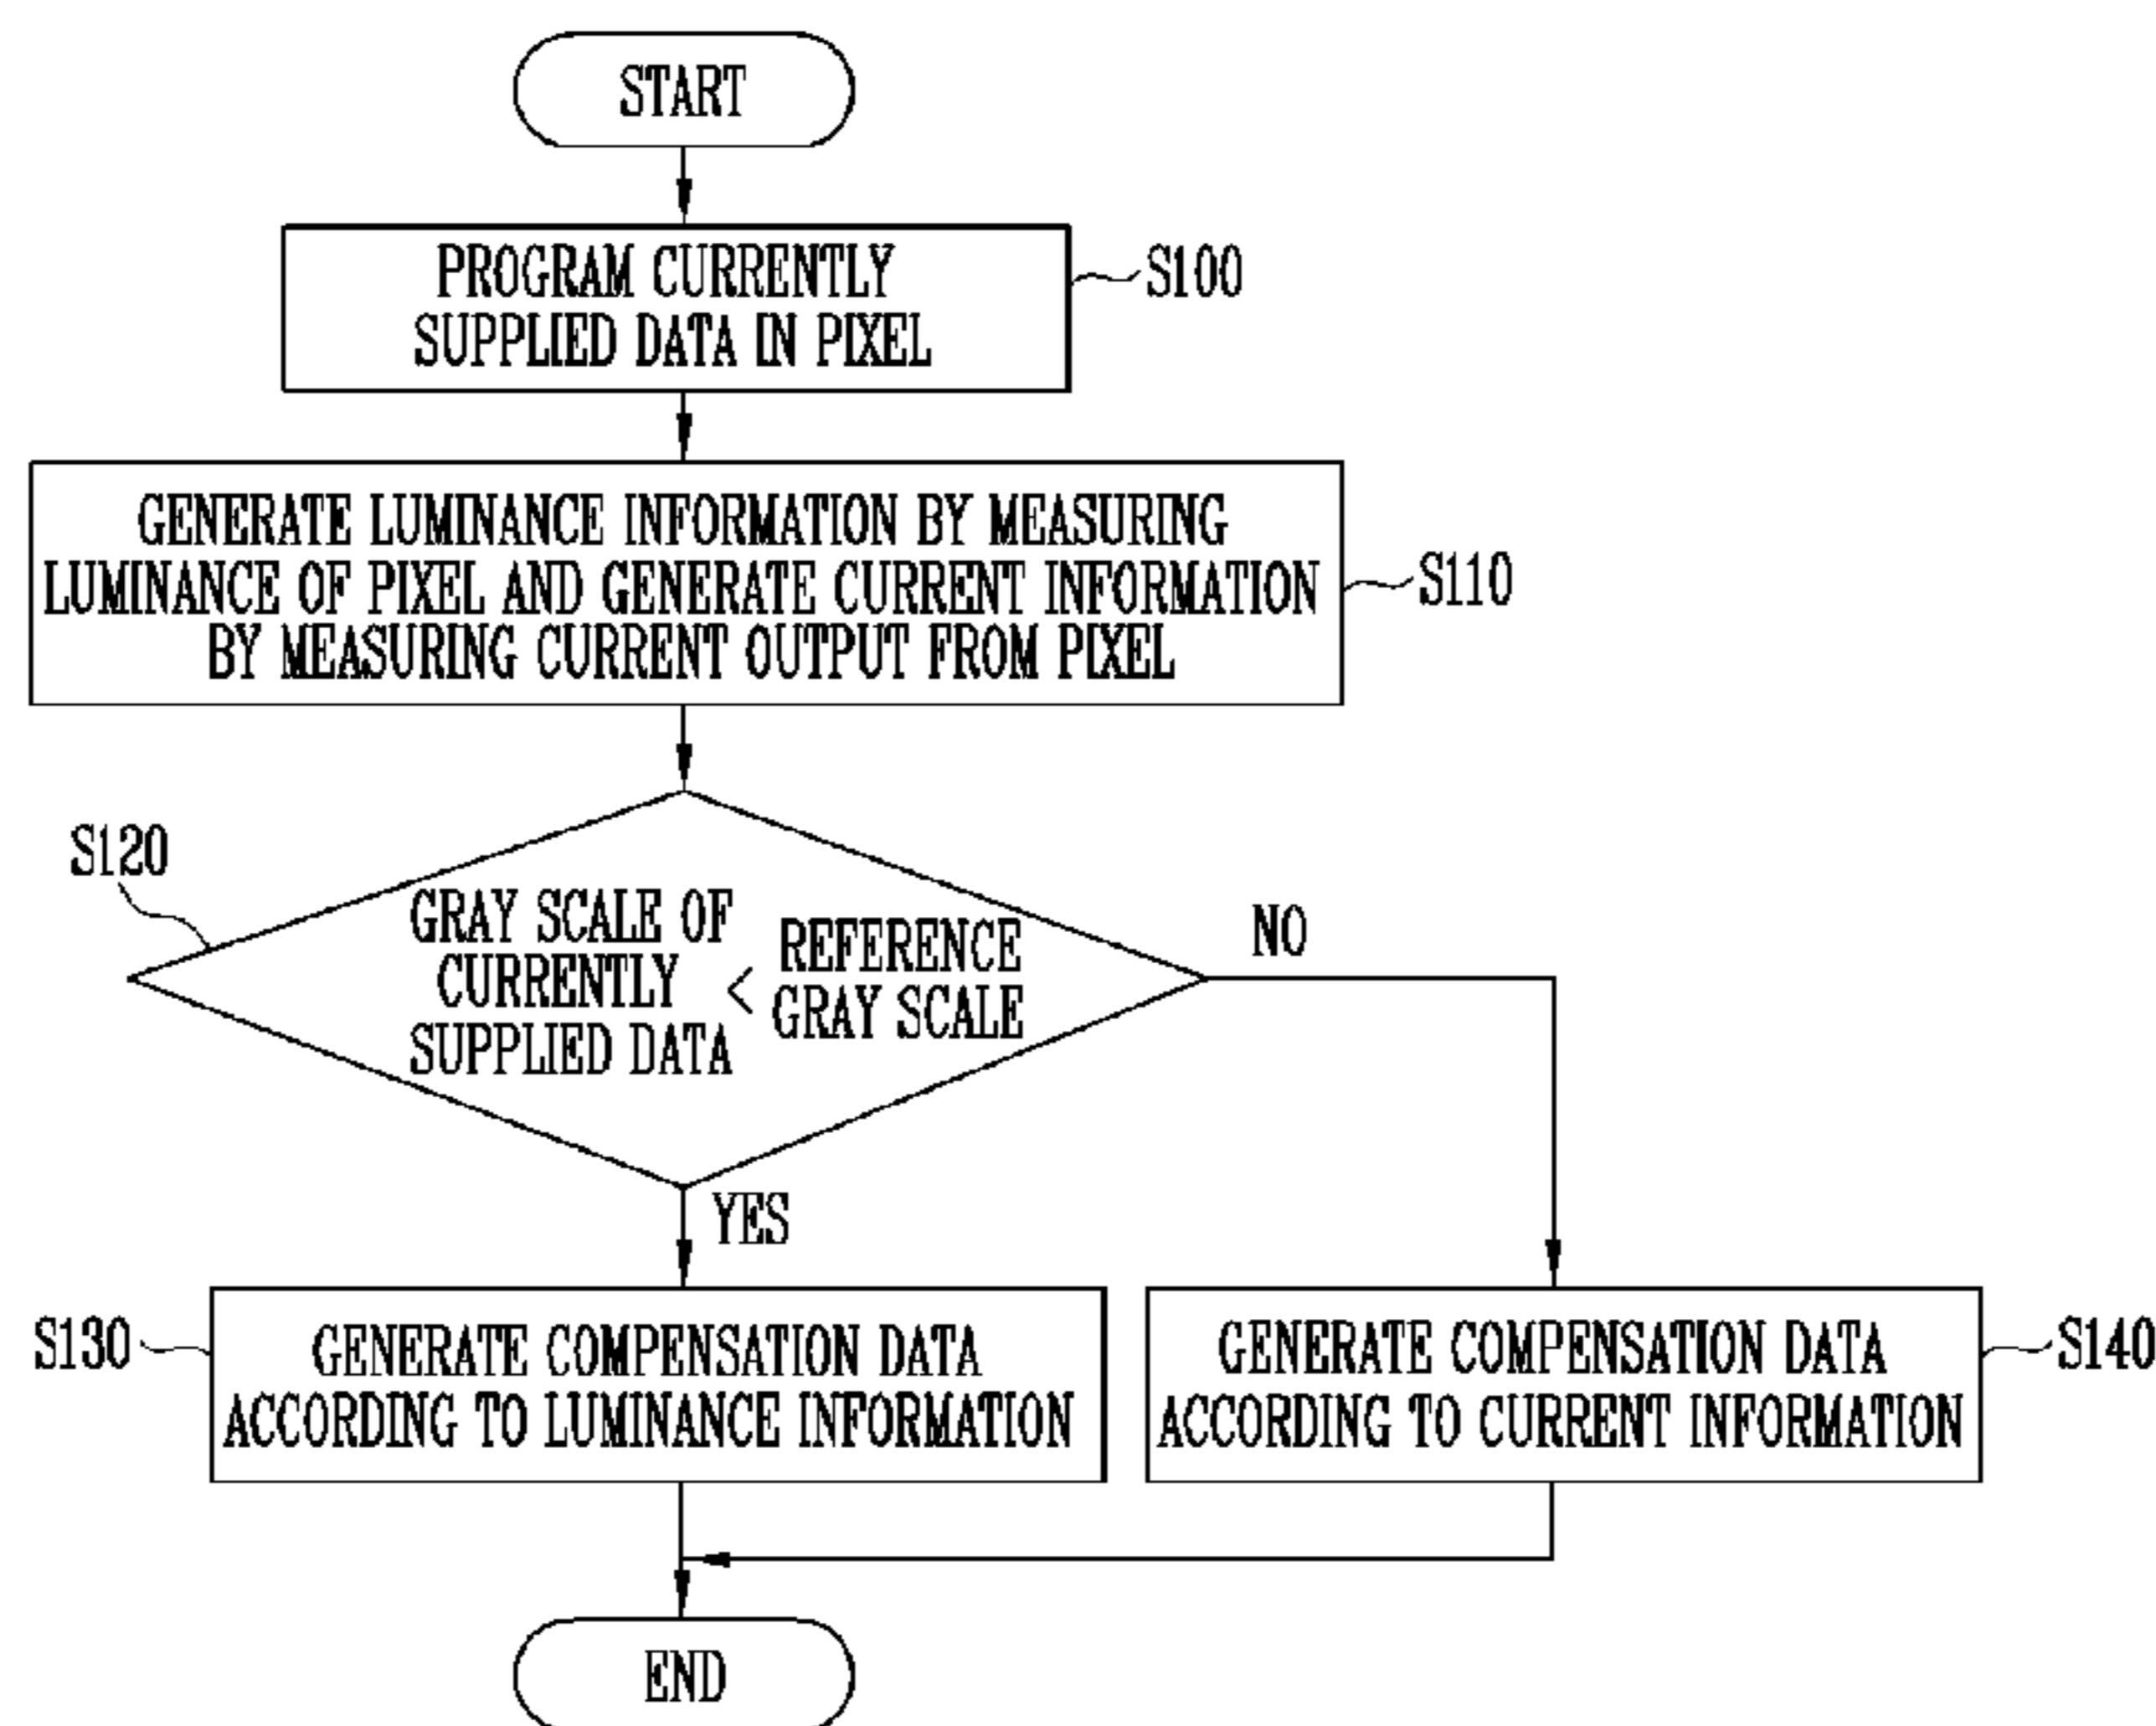 START
PROGRAM CURRENTLY
SUPPLIED DATA IN PIXEL
S100
GENERATE LUMINANCE INFORMATION BY MEASURING
LUMINANCE OF PIXEL AND GENERATE CURRENT INFORMATION
BY MEASURING CURRENT OUTPUT FROM PIXEL
S110
S120
GRAY SCALE OF
CURRENTLY
SUPPLIED DATA
<
REFERENCE
GRAY SCALE
NO
YES
S130
GENERATE COMPENSATION DATA
ACCORDING TO LUMINANCE INFORMATION
GENERATE COMPENSATION DATA
ACCORDING TO CURRENT INFORMATION
S140
END